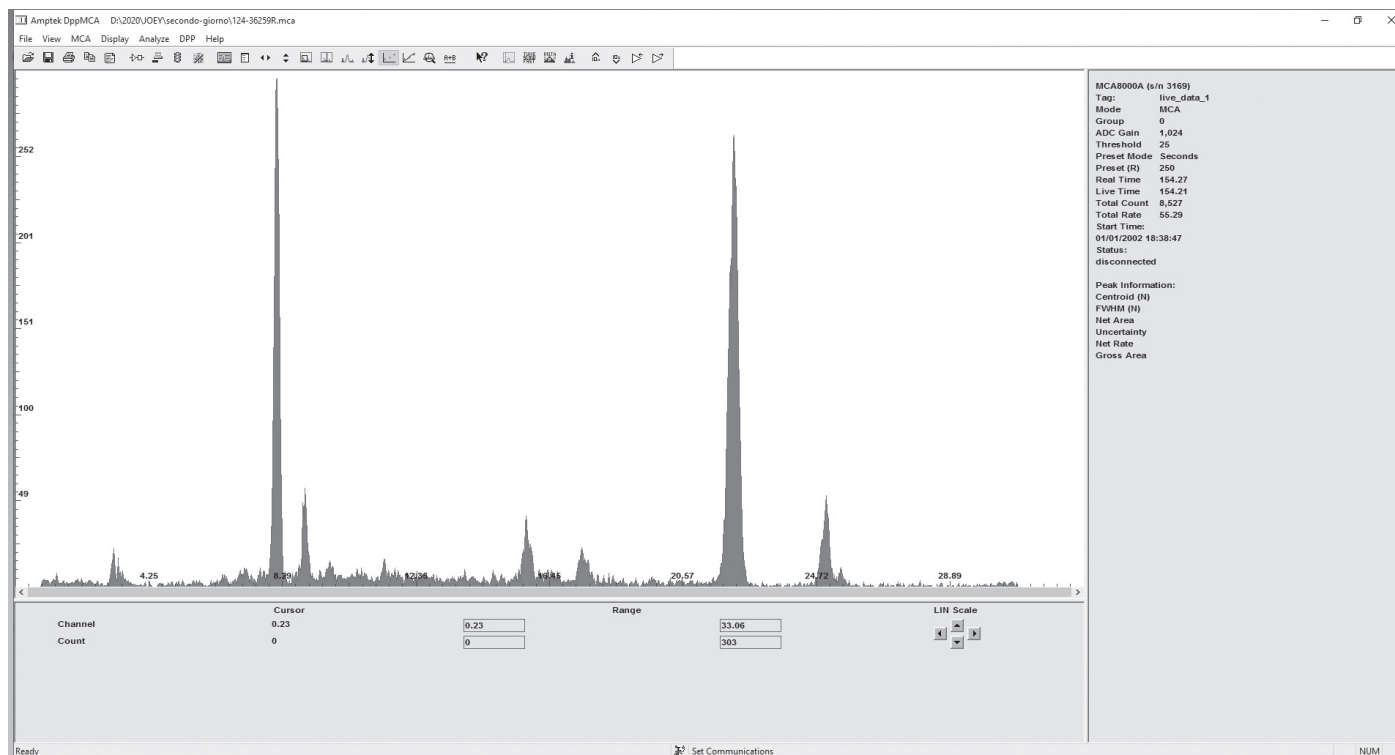 Amptek DppMCA D:\2020\JOEY\secondo-giorno\124-36259R.mca
File View MCA Display Analyze DPP Help
A+B
252
201
151
100
49
4.25 8.29 12.35 16.45 20.57 24.72 28.89
MCA8000A (s/n 3169)
Tag: live_data_1
Mode MCA
Group 0
ADC Gain 1,024
Threshold 25
Preset Mode Seconds
Preset (R) 250
Real Time 154.27
Live Time 154.21
Total Count 8,527
Total Rate 55.29
Start Time:
01/01/2002 18:38:47
Status:
disconnected
Peak Information:
Centroid (N)
FWHM (N)
Net Area
Uncertainty
Net Rate
Gross Area
Cursor Range LIN Scale
Channel 0.23 0.23 33.06
Count 0 0 303
Ready Set Communications NUM